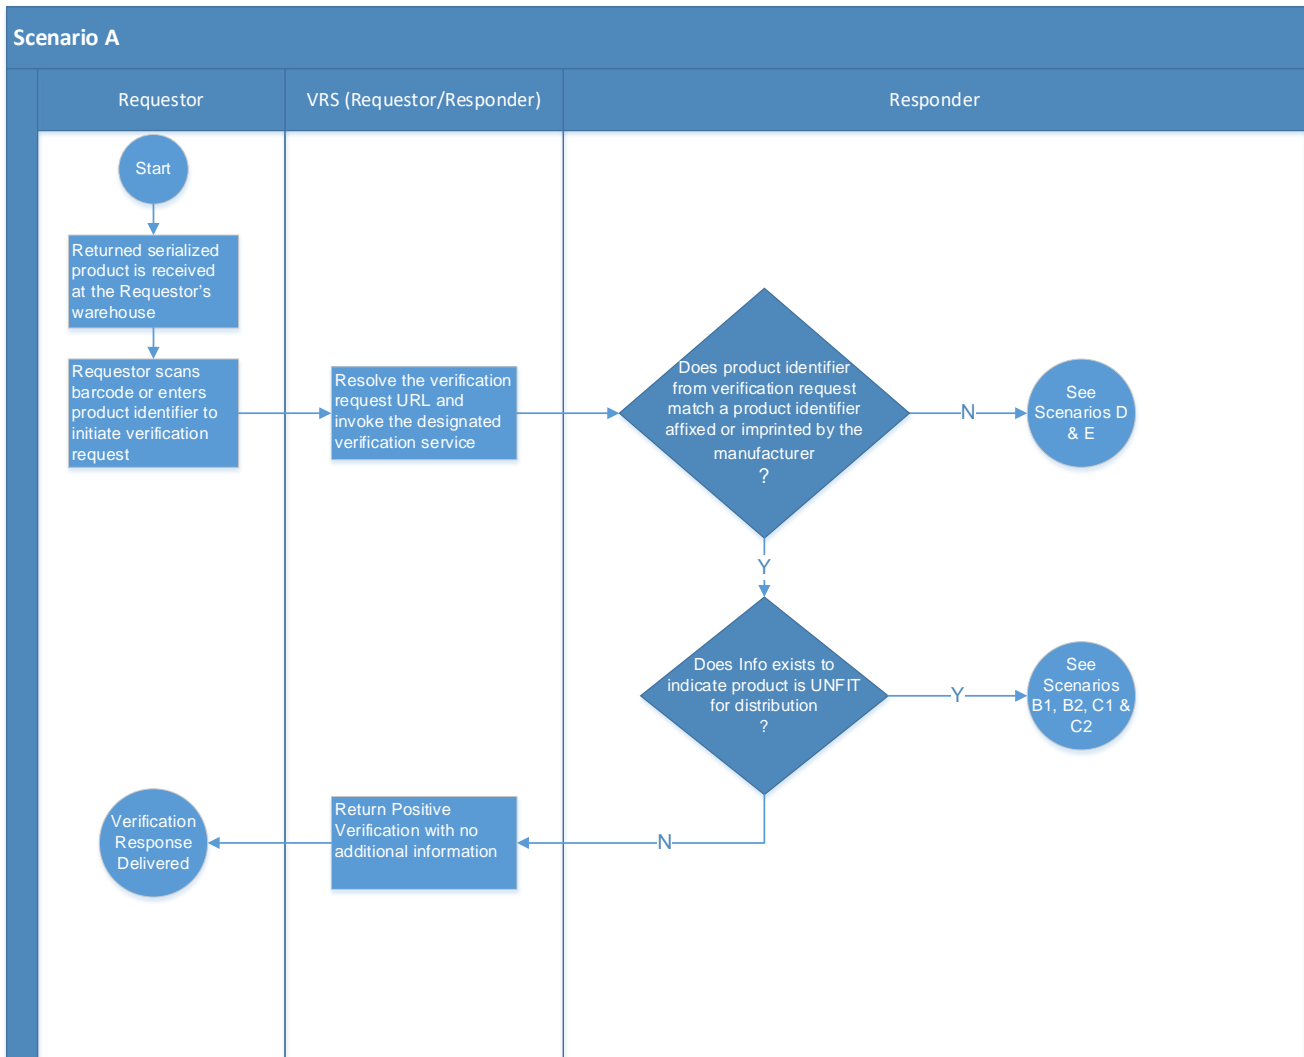 Scenario A
Requestor
VRS (Requestor/Responder)
Responder
Start
Returned serialized
product is received
at the Requestor's
warehouse
Requestor scans
barcode or enters
product identifier to
initiate verification
request
Resolve the verification
request URL and
invoke the designated
verification service
Does product identifier
from verification request
match a product identifier
affixed or imprinted by the
manufacturer
?
N
See
Scenarios D
& E
Y
Does Info exists to
indicate product is UNFIT
for distribution
?
Y
See
Scenarios
B1, B2, C1 &
C2
N
Return Positive
Verification with no
additional information
Verification
Response
Delivered